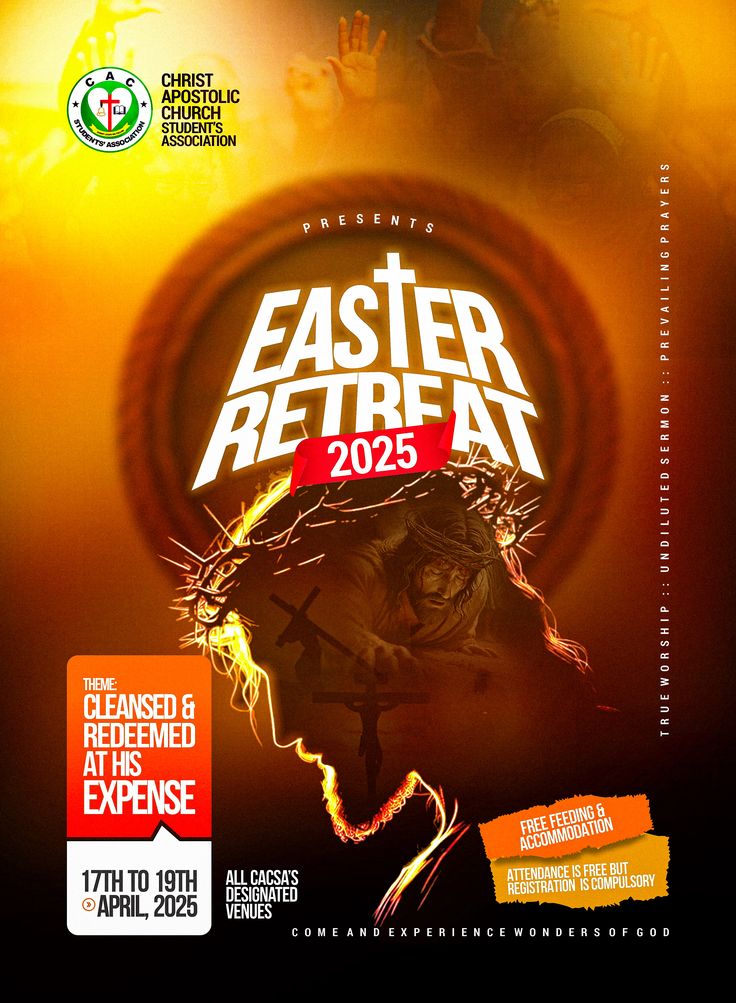 CAC
STUDENTS' ASSOCIATION
CHRIST
APOSTOLIC
CHURCH
STUDENT'S
ASSOCIATION
PRESENTS
EASTER
RETREAT
2025
TRUE WORSHIP :: UNDILUTED SERMON :: PREVAILING PRAYERS
THEME:
CLEANSED &
REDEEMED
AT HIS
EXPENSE
17TH TO 19TH
APRIL, 2025
ALL CACSA'S
DESIGNATED
VENUES
FREE FEEDING &
ACCOMMODATION
ATTENDANCE IS FREE BUT
REGISTRATION IS COMPULSORY
COME AND EXPERIENCE WONDERS OF GOD